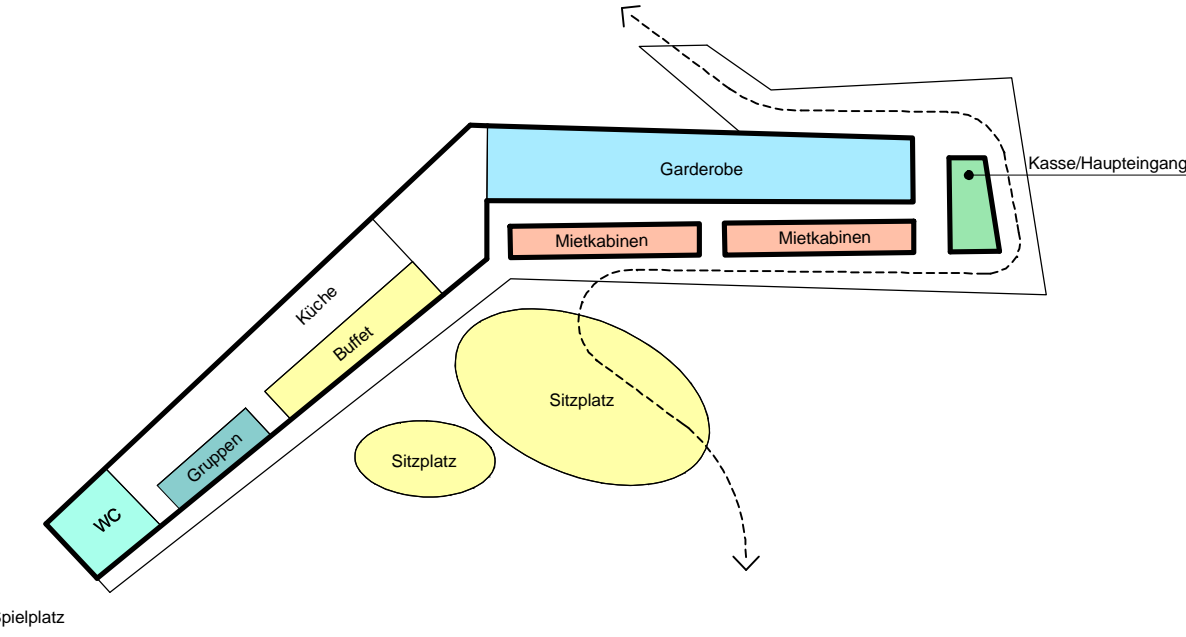 Kasse/Haupteingang
Garderobe
Mietkabinen
Mietkabinen
Küche
Buffet
Sitzplatz
Gruppen
Sitzplatz
WC
pielplatz